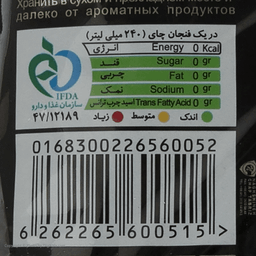 Хранить в сухом и прохладном месте и
далеко от ароматных продуктов
در یک فنجان چای (۲۴۰ میلی لیتر)
انرژی Energy 0 Kcal
قند Sugar 0 gr
چربی Fat 0 gr
نمک Sodium 0 gr
اسید چرب ترانس Trans Fatty Acid 0 gr
اندک متوسط زیاد
IFDA
سازمان غذا و دارو
۴۷/۱۲۱۸۹
0168300226560052
6 262265 600515 >